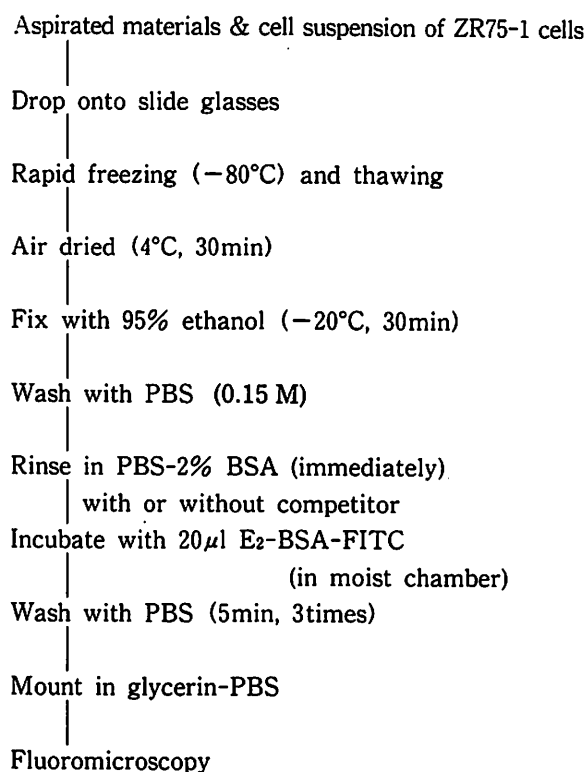 Aspirated materials & cell suspension of ZR75-1 cells
Drop onto slide glasses
Rapid freezing (−80°C) and thawing
Air dried (4°C, 30min)
Fix with 95% ethanol (−20°C, 30min)
Wash with PBS (0.15 M)
Rinse in PBS-2% BSA (immediately)
with or without competitor
Incubate with 20μl E₂-BSA-FITC
(in moist chamber)
Wash with PBS (5min, 3times)
Mount in glycerin-PBS
Fluoromicroscopy